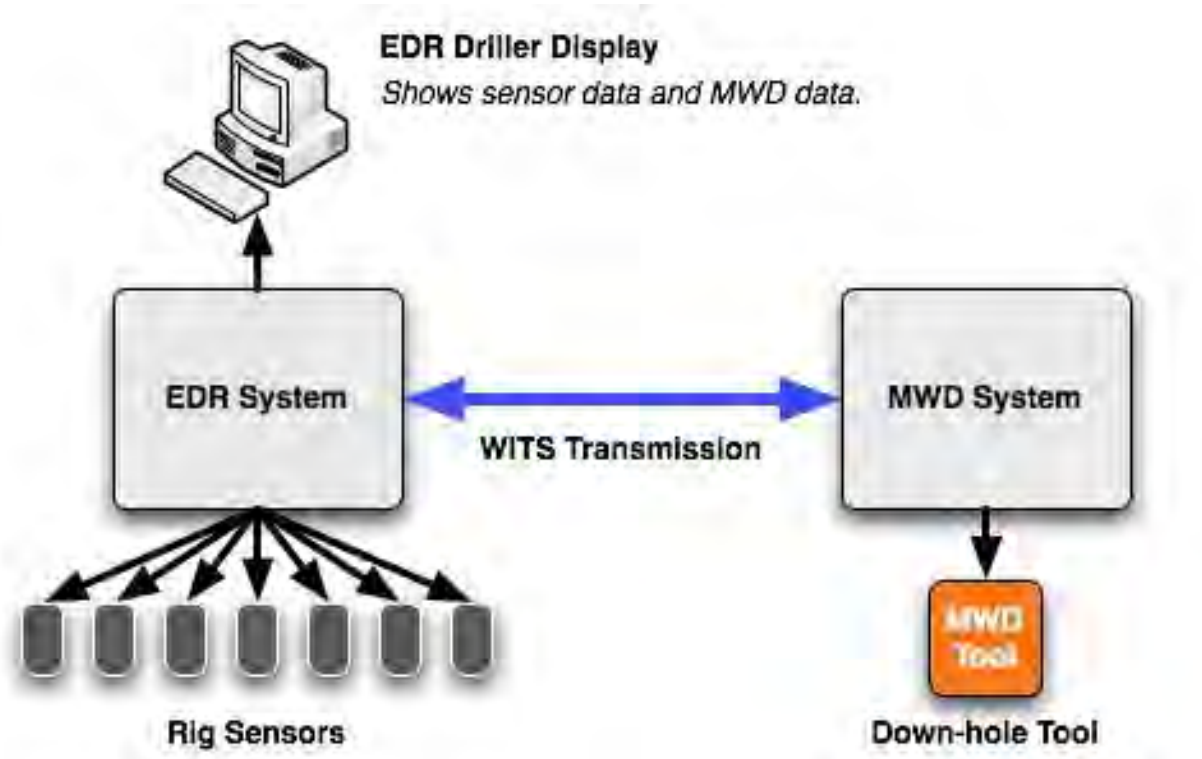 EDR Driller Display
Shows sensor data and MWD data.
EDR System
MWD System
WITS Transmission
MWD
Tool
Rig Sensors
Down-hole Tool